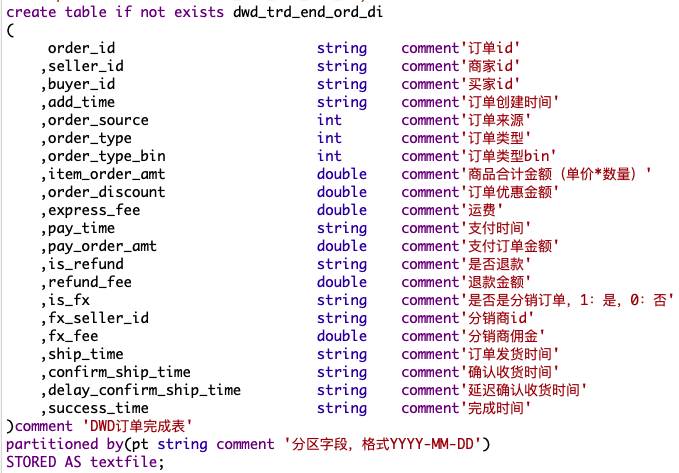 create table if not exists dwd_trd_end_ord_di
(
order_id string comment'订单id'
,seller_id string comment'商家id'
,buyer_id string comment'买家id'
,add_time string comment'订单创建时间'
,order_source int comment'订单来源'
,order_type int comment'订单类型'
,order_type_bin int comment'订单类型bin'
,item_order_amt double comment'商品合计金额（单价*数量）'
,order_discount double comment'订单优惠金额'
,express_fee double comment'运费'
,pay_time string comment'支付时间'
,pay_order_amt double comment'支付订单金额'
,is_refund string comment'是否退款'
,refund_fee double comment'退款金额'
,is_fx string comment'是否是分销订单，1：是，0：否'
,fx_seller_id string comment'分销商id'
,fx_fee double comment'分销商佣金'
,ship_time string comment'订单发货时间'
,confirm_ship_time string comment'确认收货时间'
,delay_confirm_ship_time string comment'延迟确认收货时间'
,success_time string comment'完成时间'
)comment 'DWD订单完成表'
partitioned by(pt string comment '分区字段，格式YYYY-MM-DD')
STORED AS textfile;